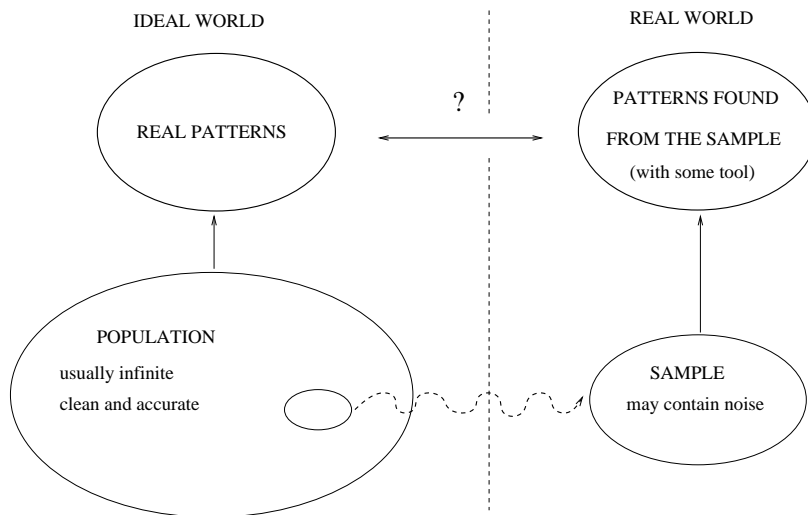 IDEAL WORLD
REAL WORLD
REAL PATTERNS
?
PATTERNS FOUND
FROM THE SAMPLE
(with some tool)
POPULATION
usually infinite
clean and accurate
SAMPLE
may contain noise